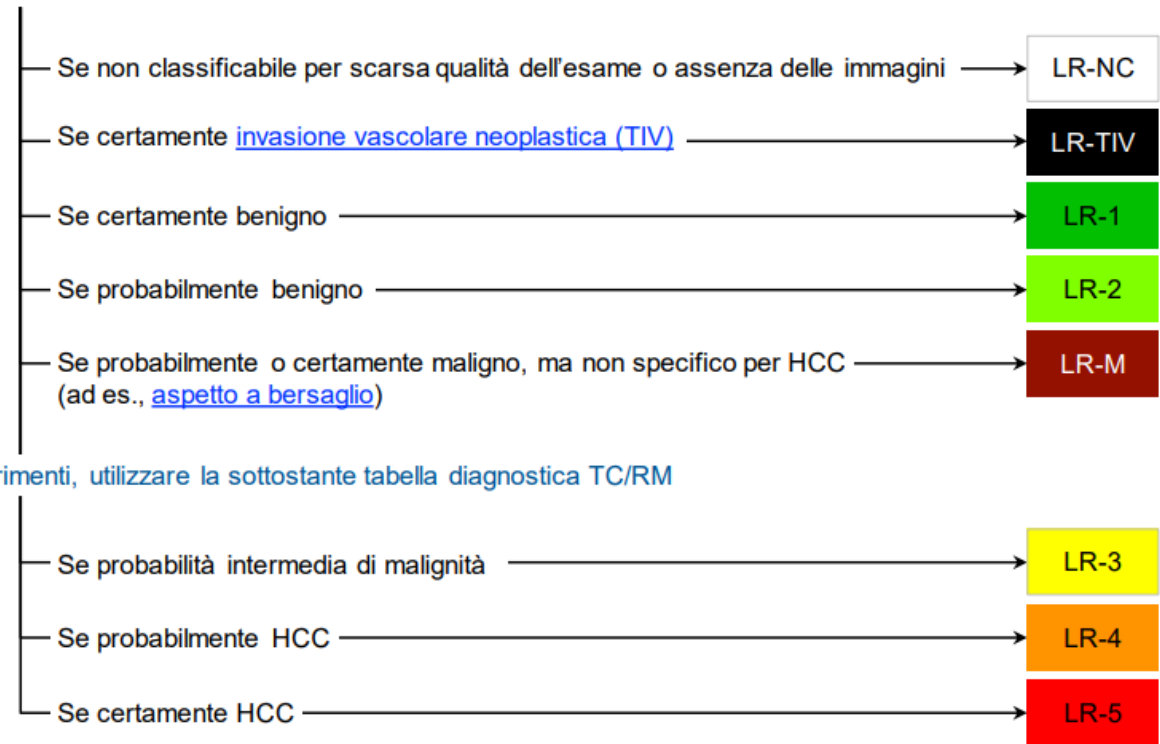 Se non classificabile per scarsa qualità dell'esame o assenza delle immagini LR-NC
Se certamente invasione vascolare neoplastica (TIV) LR-TIV
Se certamente benigno LR-1
Se probabilmente benigno LR-2
Se probabilmente o certamente maligno, ma non specifico per HCC LR-M
(ad es., aspetto a bersaglio)
rimenti, utilizzare la sottostante tabella diagnostica TC/RM
Se probabilità intermedia di malignità LR-3
Se probabilmente HCC LR-4
Se certamente HCC LR-5